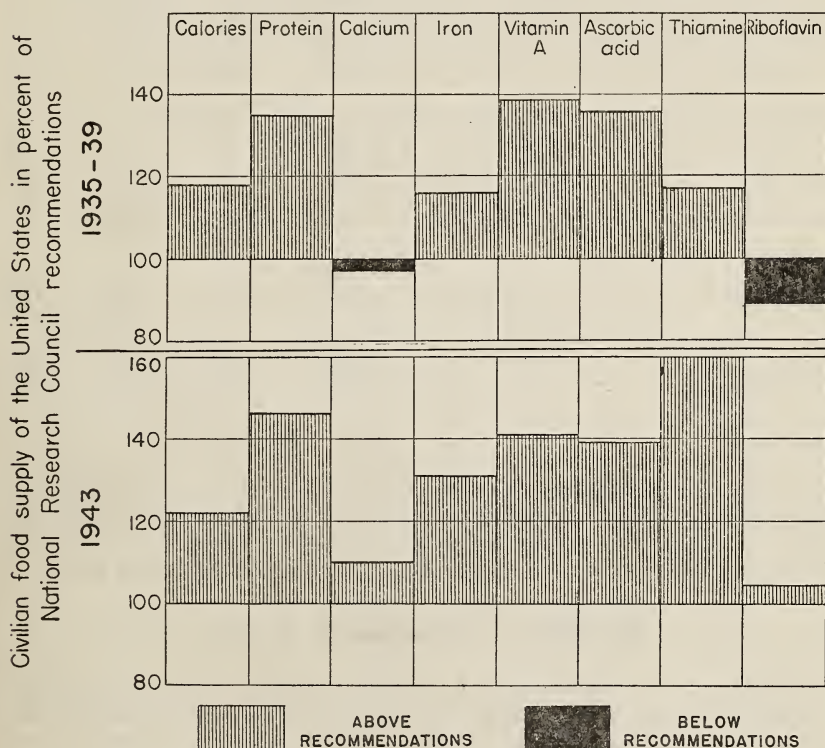 Civilian food supply of the United States in percent of
National Research Council recommendations
Calories Protein Calcium Iron Vitamin A Ascorbic acid Thiamine Riboflavin
1935-39
140
120
100
80
1943
160
140
120
100
80
ABOVE RECOMMENDATIONS
BELOW RECOMMENDATIONS